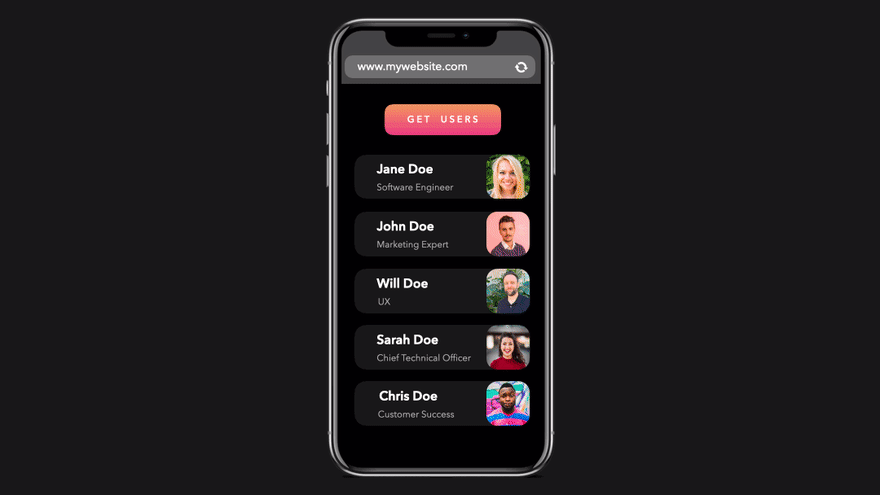 www.mywebsite.com
GET USERS
Jane Doe
Software Engineer
John Doe
Marketing Expert
Will Doe
UX
Sarah Doe
Chief Technical Officer
Chris Doe
Customer Success